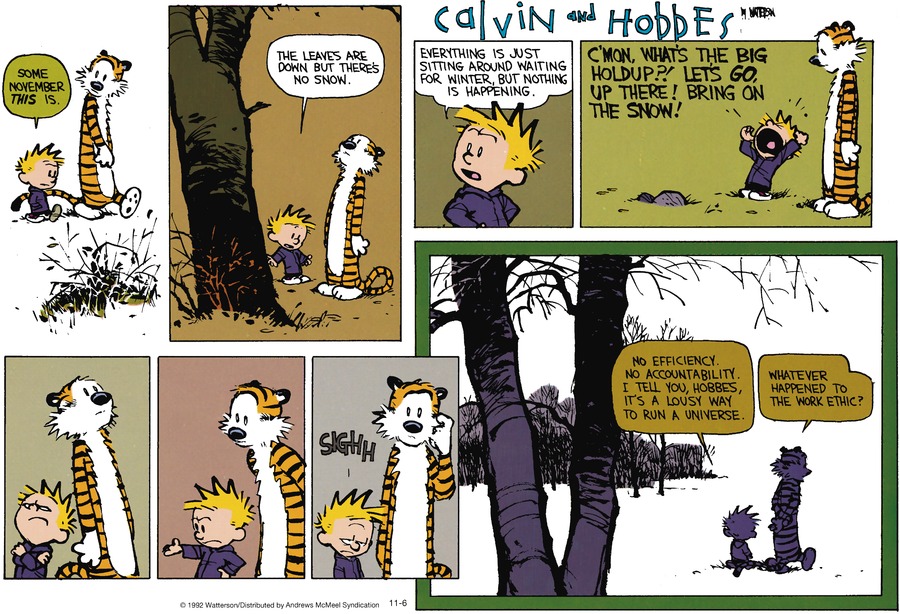 Calvin and Hobbes
BY WATTERSON
SOME
NOVEMBER
THIS IS.
THE LEAVES ARE
DOWN BUT THERE'S
NO SNOW.
EVERYTHING IS JUST
SITTING AROUND WAITING
FOR WINTER, BUT NOTHING
IS HAPPENING.
C'MON, WHAT'S THE BIG
HOLDUP?! LET'S GO,
UP THERE! BRING ON
THE SNOW!
SIGHH
NO EFFICIENCY.
NO ACCOUNTABILITY.
I TELL YOU, HOBBES,
IT'S A LOUSY WAY
TO RUN A UNIVERSE.
WHATEVER
HAPPENED TO
THE WORK ETHIC?
© 1992 Watterson/Distributed by Andrews McMeel Syndication 11-6